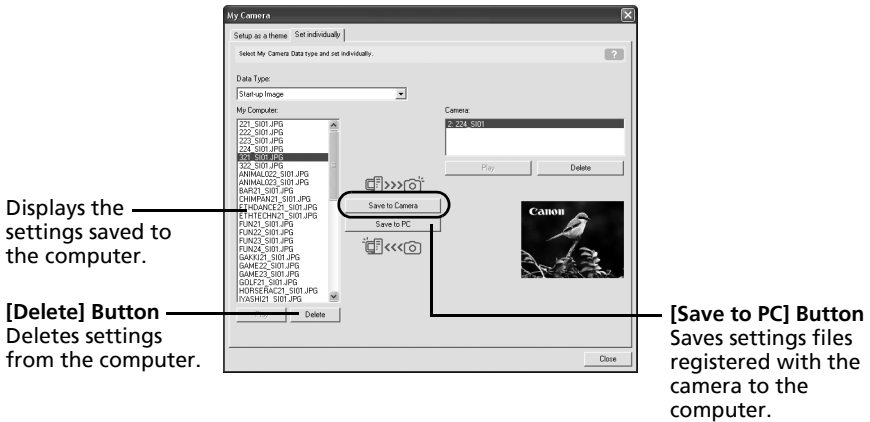 My Camera
Setup as a theme Set individually
Select My Camera Data type and set individually.
?
Data Type:
Start-up Image
My Computer:
221_SI01.JPG
222_SI01.JPG
223_SI01.JPG
224_SI01.JPG
321_SI01.JPG
322_SI01.JPG
ANIMAL022_SI01.JPG
ANIMAL023_SI01.JPG
BAR21_SI01.JPG
CHIMPAN21_SI01.JPG
ETHDANCE21_SI01.JPG
ETHTECHN21_SI01.JPG
FUN21_SI01.JPG
FUN22_SI01.JPG
FUN23_SI01.JPG
FUN24_SI01.JPG
GAKKI21_SI01.JPG
GAME22_SI01.JPG
GAME23_SI01.JPG
GOLF21_SI01.JPG
HORSERAC21_SI01.JPG
IYASHI21_SI01.JPG
Play Delete
Save to Camera
Save to PC
Camera:
2: 224_SI01
Play Delete
Canon
Close
Displays the
settings saved to
the computer.
[Delete] Button
Deletes settings
from the computer.
[Save to PC] Button
Saves settings files
registered with the
camera to the
computer.